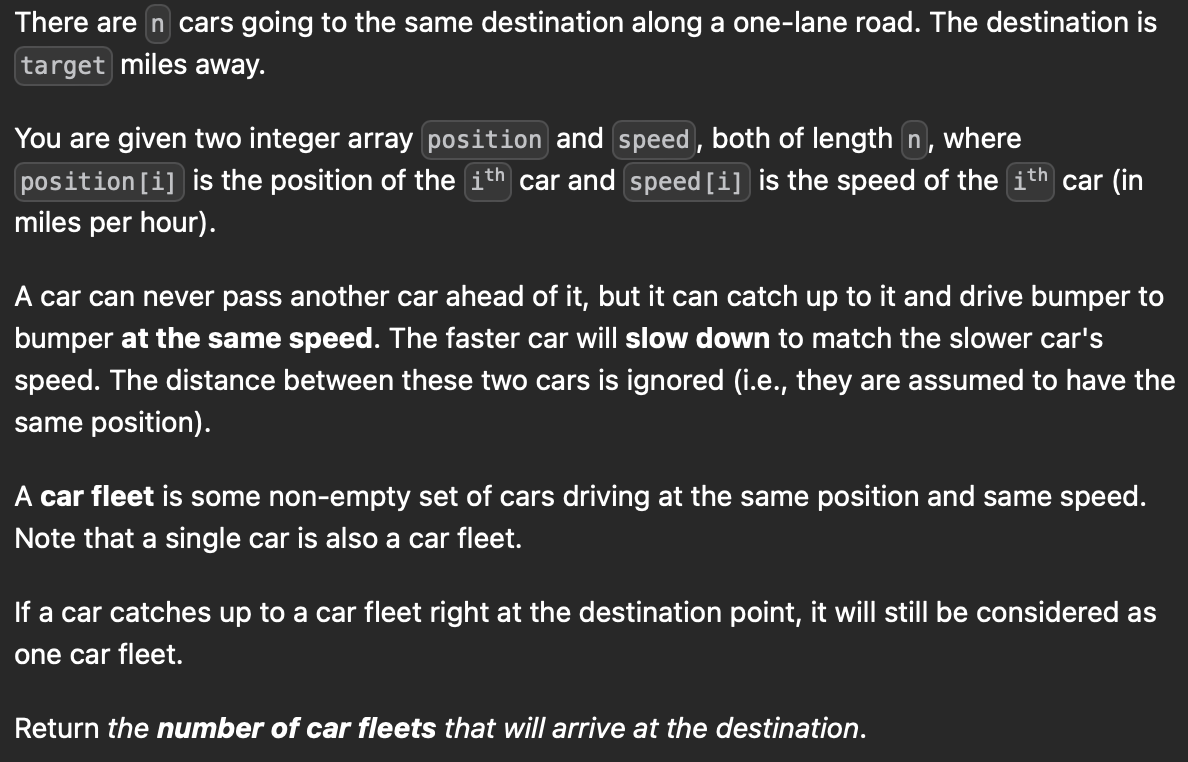 There are n cars going to the same destination along a one-lane road. The destination is
target miles away.
You are given two integer array position and speed, both of length n, where
position[i] is the position of the ith car and speed[i] is the speed of the ith car (in
miles per hour).
A car can never pass another car ahead of it, but it can catch up to it and drive bumper to
bumper at the same speed. The faster car will slow down to match the slower car's
speed. The distance between these two cars is ignored (i.e., they are assumed to have the
same position).
A car fleet is some non-empty set of cars driving at the same position and same speed.
Note that a single car is also a car fleet.
If a car catches up to a car fleet right at the destination point, it will still be considered as
one car fleet.
Return the number of car fleets that will arrive at the destination.